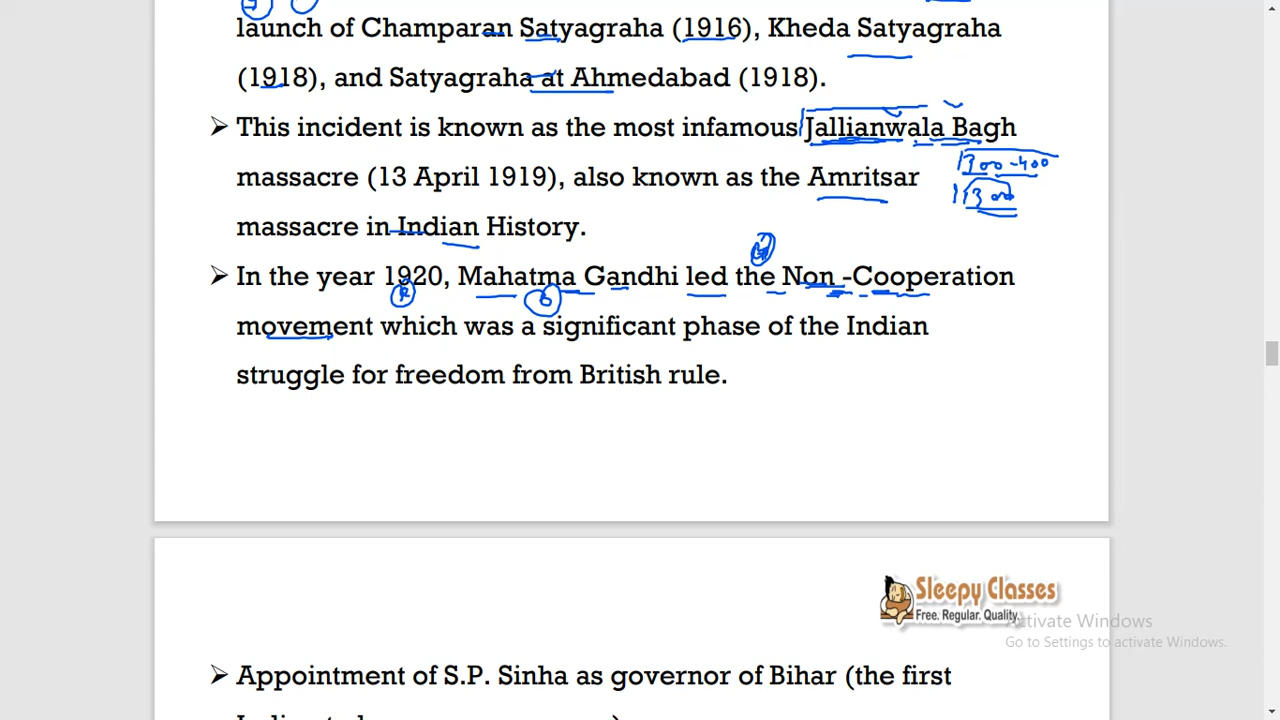 launch of Champaran Satyagraha (1916), Kheda Satyagraha
(1918), and Satyagraha at Ahmedabad (1918).
➢ This incident is known as the most infamous Jallianwala Bagh
300-400
massacre (13 April 1919), also known as the Amritsar
massacre in Indian History.
➢ In the year 1920, Mahatma Gandhi led the Non -Cooperation
movement which was a significant phase of the Indian
struggle for freedom from British rule.
Sleepy Classes
Free. Regular. Quality.
Activate Windows
Go to Settings to activate Windows.
➢ Appointment of S.P. Sinha as governor of Bihar (the first